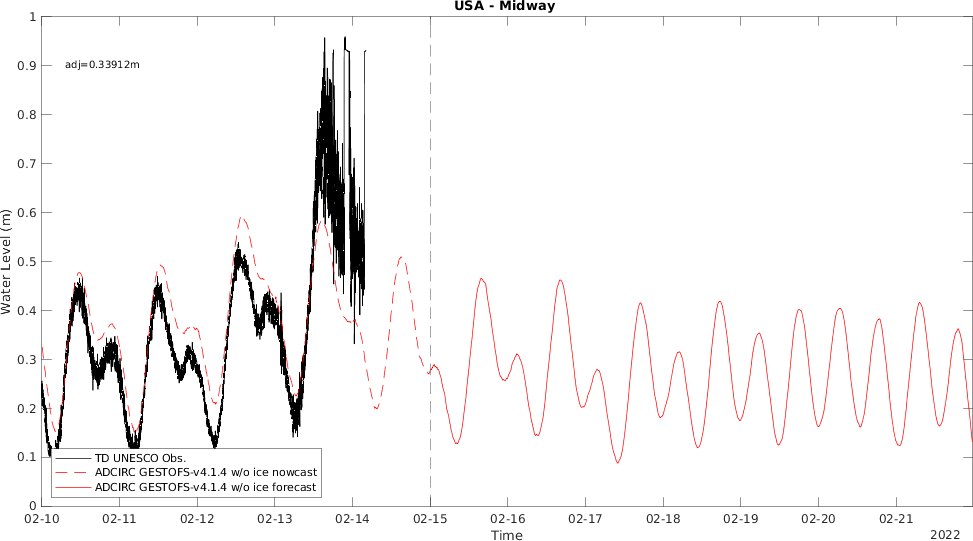 USA - Midway
1
0.9
adj=0.33912m
0.8
0.7
0.6
0.5
0.4
0.3
0.2
0.1
0
Water Level (m)
TD UNESCO Obs.
ADCIRC GESTOFS-v4.1.4 w/o ice nowcast
ADCIRC GESTOFS-v4.1.4 w/o ice forecast
02-10 02-11 02-12 02-13 02-14 02-15 02-16 02-17 02-18 02-19 02-20 02-21
Time
2022